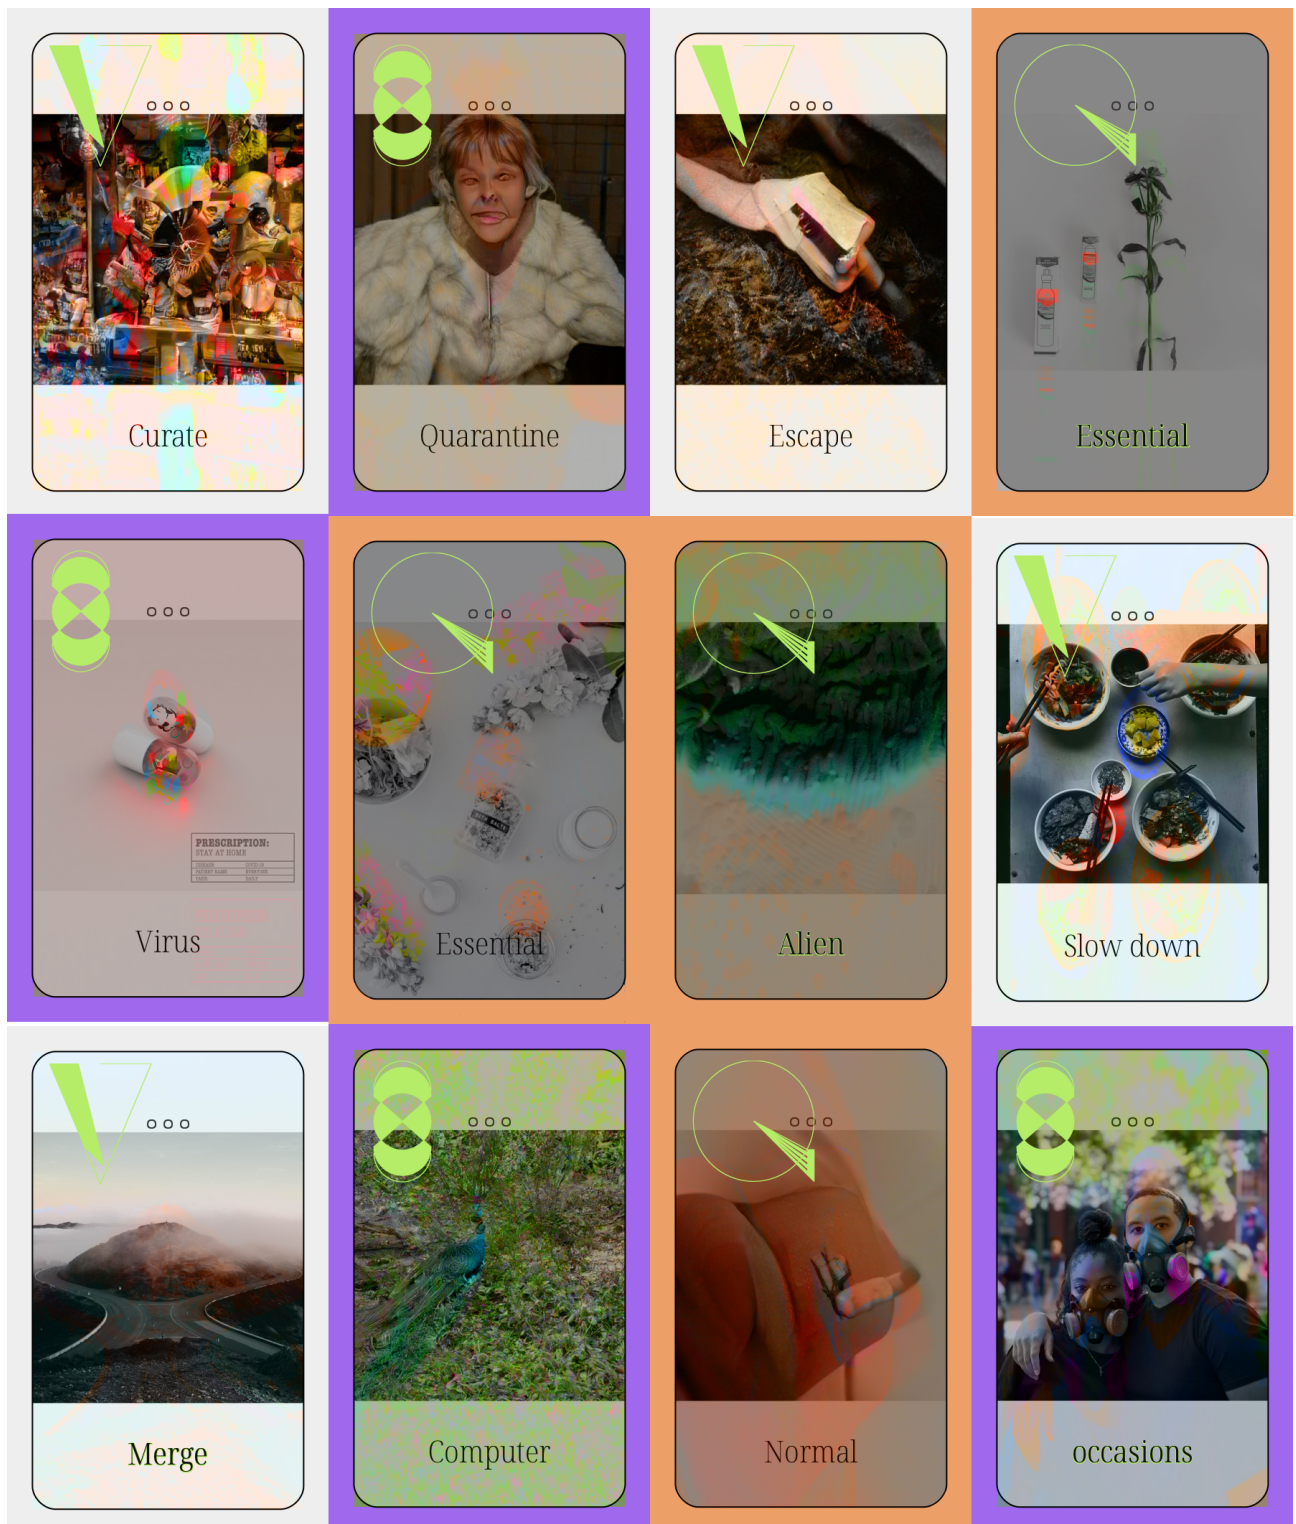 Curate
Quarantine
Escape
Essential
PRESCRIPTION:
STAY AT HOME
Virus
Essential
Alien
Slow down
Merge
Computer
Normal
occasions